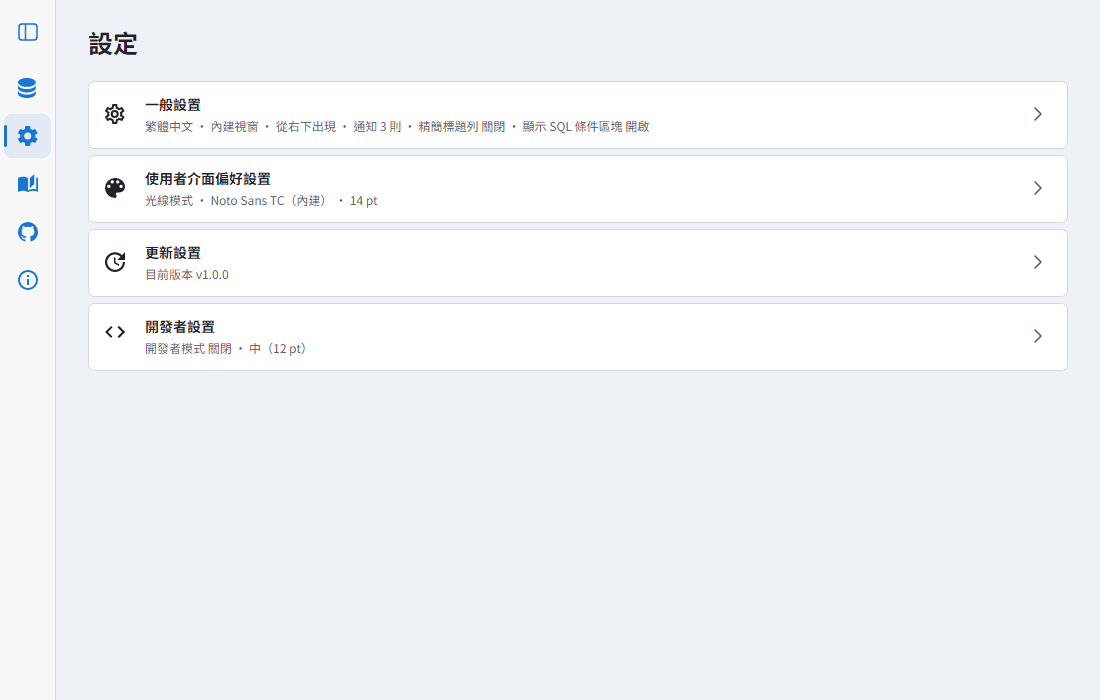 設定
一般設置
繁體中文 • 內建視窗 • 從右下出現 • 通知 3 則 • 精簡標題列 關閉 • 顯示 SQL 條件區塊 開啟
使用者介面偏好設置
光線模式 • Noto Sans TC（內建） • 14 pt
更新設置
目前版本 v1.0.0
開發者設置
開發者模式 關閉 • 中（12 pt）